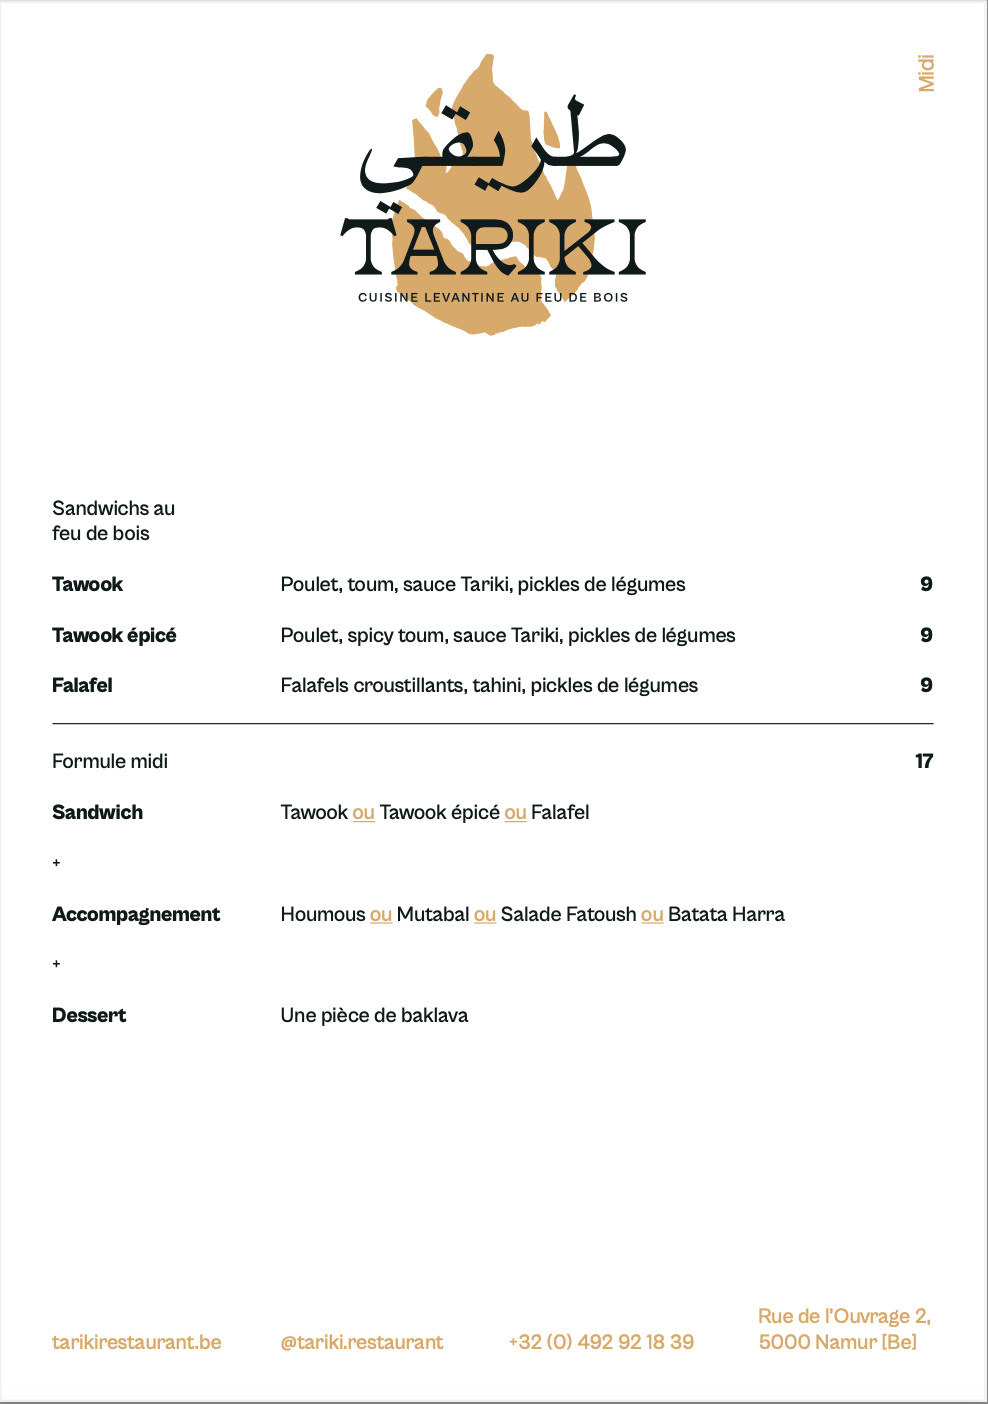 Midi
طريقي
TARIKI
CUISINE LEVANTINE AU FEU DE BOIS
Sandwichs au
feu de bois
Tawook Poulet, toum, sauce Tariki, pickles de légumes 9
Tawook épicé Poulet, spicy toum, sauce Tariki, pickles de légumes 9
Falafel Falafels croustillants, tahini, pickles de légumes 9
Formule midi 17
Sandwich Tawook ou Tawook épicé ou Falafel
+
Accompagnement Houmous ou Mutabal ou Salade Fatoush ou Batata Harra
+
Dessert Une pièce de baklava
tarikirestaurant.be @tariki.restaurant +32 (0) 492 92 18 39
Rue de l'Ouvrage 2,
5000 Namur [Be]